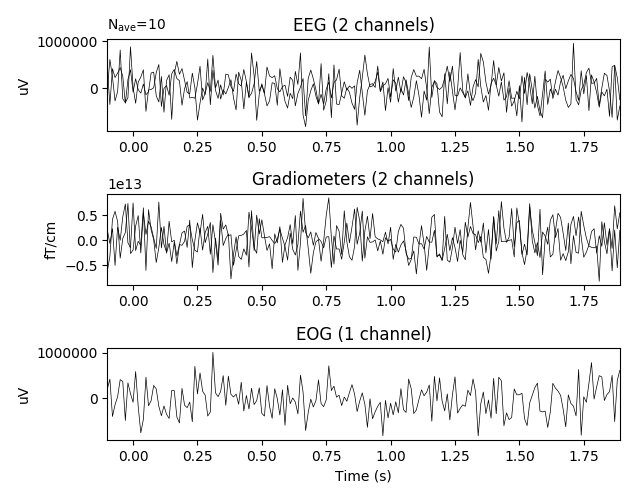 N_ave=10
EEG (2 channels)
1000000
0
uV
0.00 0.25 0.50 0.75 1.00 1.25 1.50 1.75
1e13
Gradiometers (2 channels)
0.5
0.0
−0.5
fT/cm
0.00 0.25 0.50 0.75 1.00 1.25 1.50 1.75
EOG (1 channel)
1000000
0
uV
0.00 0.25 0.50 0.75 1.00 1.25 1.50 1.75
Time (s)